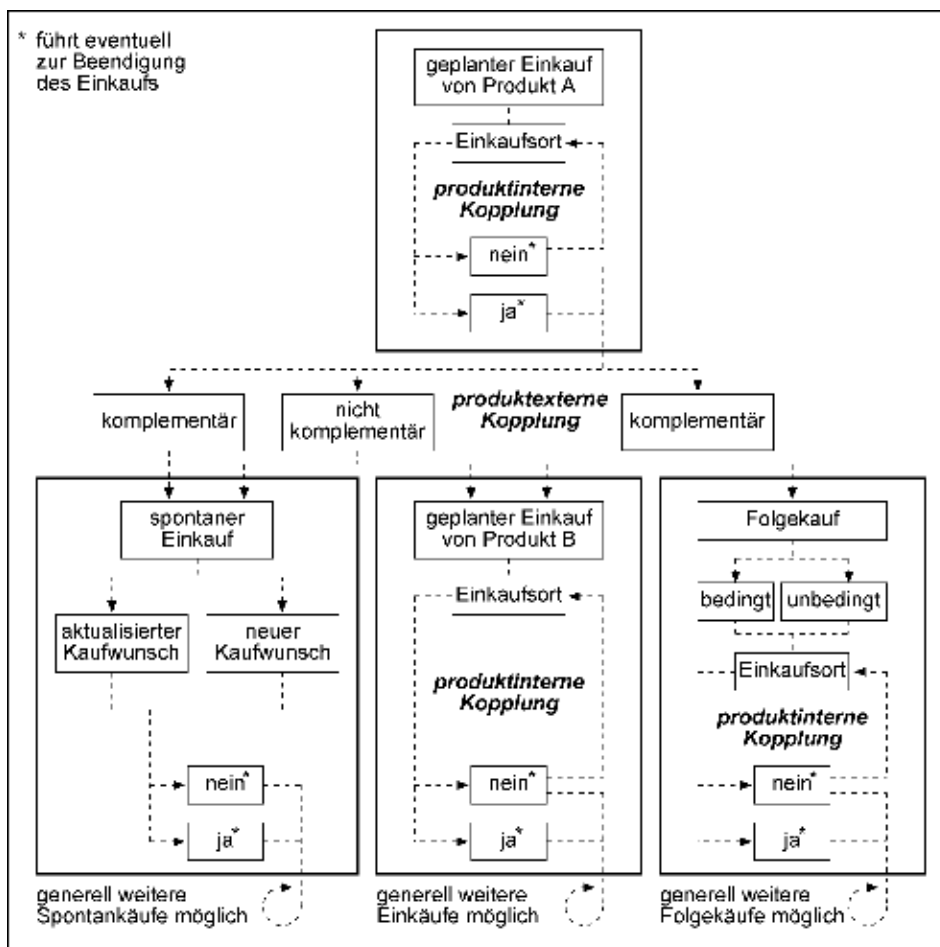 * führt eventuell
zur Beendigung
des Einkaufs
geplanter Einkauf
von Produkt A
Einkaufsort
produktinterne
Kopplung
nein*
ja*
komplementär
nicht
komplementär
produktexterne
Kopplung
komplementär
spontaner
Einkauf
aktualisierter
Kaufwunsch
neuer
Kaufwunsch
nein*
ja*
generell weitere
Spontankäufe möglich
geplanter Einkauf
von Produkt B
Einkaufsort
produktinterne
Kopplung
nein*
ja*
generell weitere
Einkäufe möglich
Folgekauf
bedingt
unbedingt
Einkaufsort
produktinterne
Kopplung
nein*
ja*
generell weitere
Folgekäufe möglich